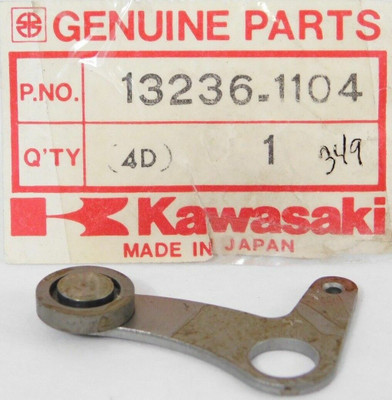 GENUINE PARTS
P.NO. 13236-1104
Q'TY (4D) 1 349
Kawasaki
MADE IN JAPAN